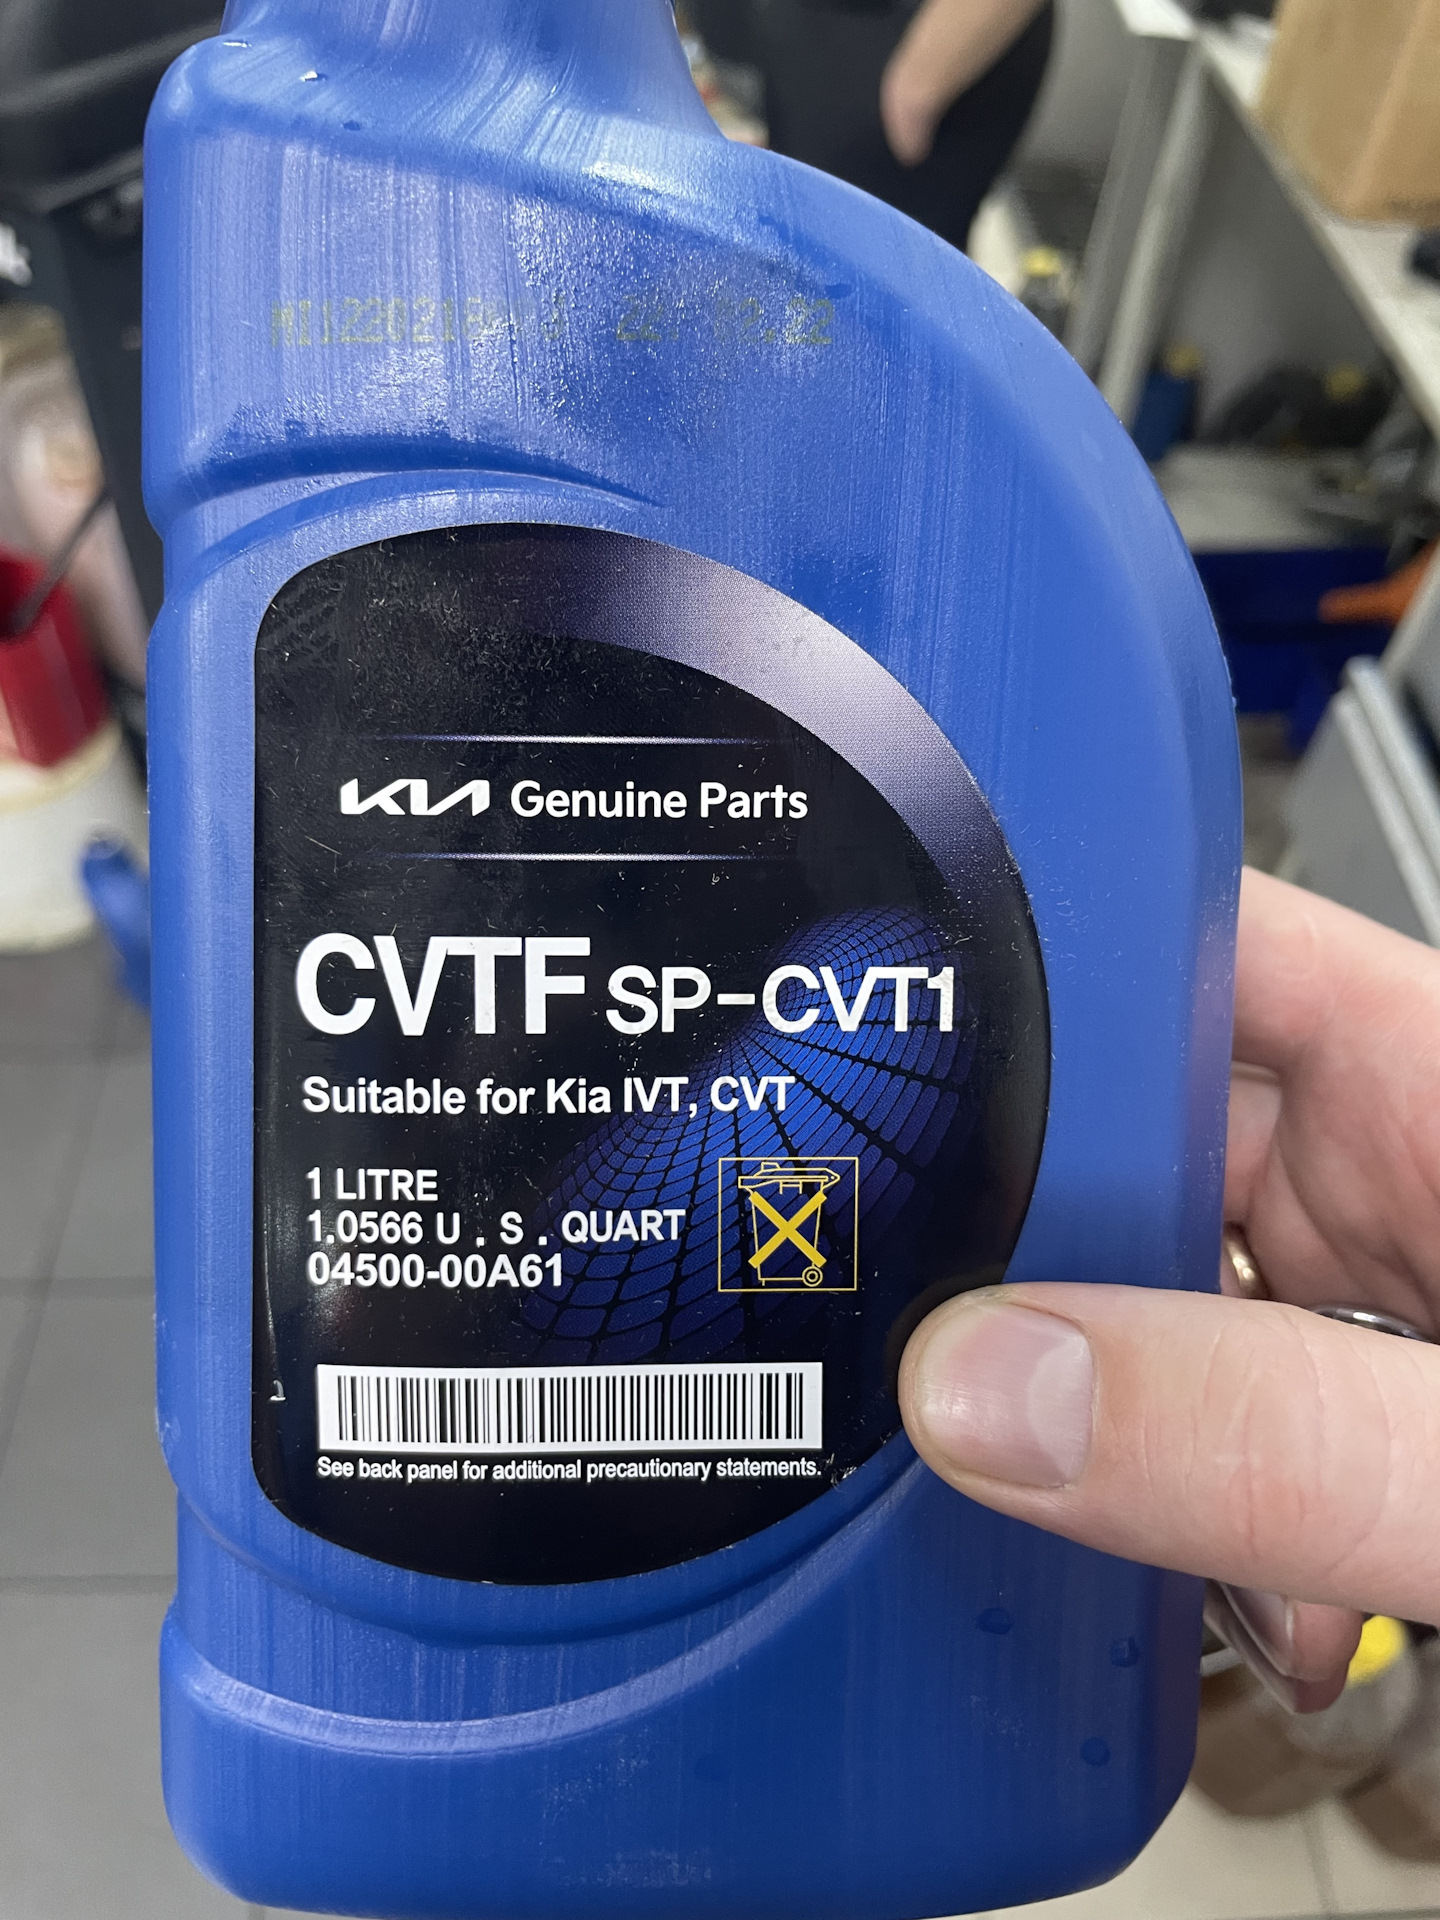 KIA Genuine Parts
CVTF SP-CVT1
Suitable for Kia IVT, CVT
1 LITRE
1.0566 U . S . QUART
04500-00A61
See back panel for additional precautionary statements.